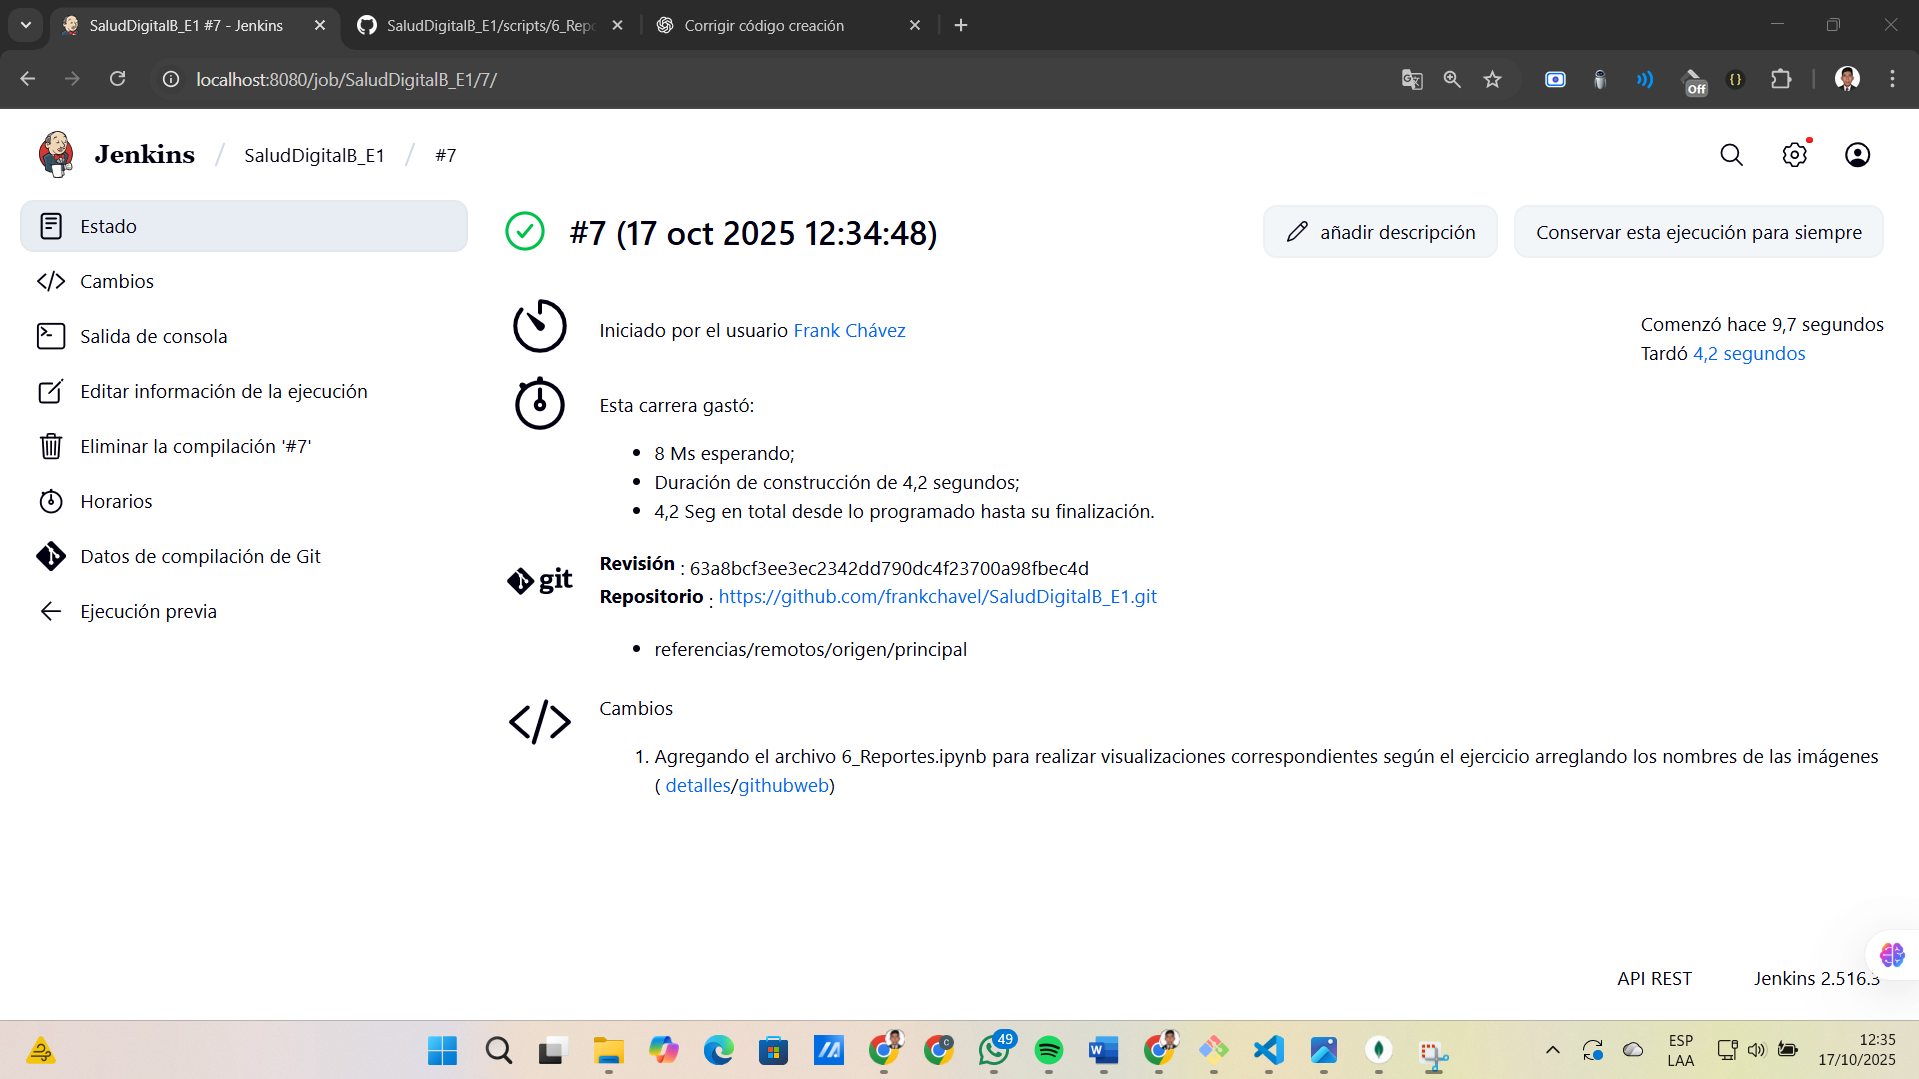 SaludDigitalB_E1 #7 - Jenkins
SaludDigitalB_E1/scripts/6_Repo
Corrigir código creación
localhost:8080/job/SaludDigitalB_E1/7/
Off
Jenkins / SaludDigitalB_E1 / #7
Estado
Cambios
Salida de consola
Editar información de la ejecución
Eliminar la compilación '#7'
Horarios
Datos de compilación de Git
Ejecución previa
#7 (17 oct 2025 12:34:48)
añadir descripción
Conservar esta ejecución para siempre
Iniciado por el usuario Frank Chávez
Comenzó hace 9,7 segundos
Tardó 4,2 segundos
Esta carrera gastó:
8 Ms esperando;
Duración de construcción de 4,2 segundos;
4,2 Seg en total desde lo programado hasta su finalización.
git
Revisión : 63a8bcf3ee3ec2342dd790dc4f23700a98fbec4d
Repositorio : https://github.com/frankchavel/SaludDigitalB_E1.git
referencias/remotos/origen/principal
Cambios
1. Agregando el archivo 6_Reportes.ipynb para realizar visualizaciones correspondientes según el ejercicio arreglando los nombres de las imágenes
( detalles/githubweb)
API REST
Jenkins 2.516.3
49
ESP
LAA
12:35
17/10/2025